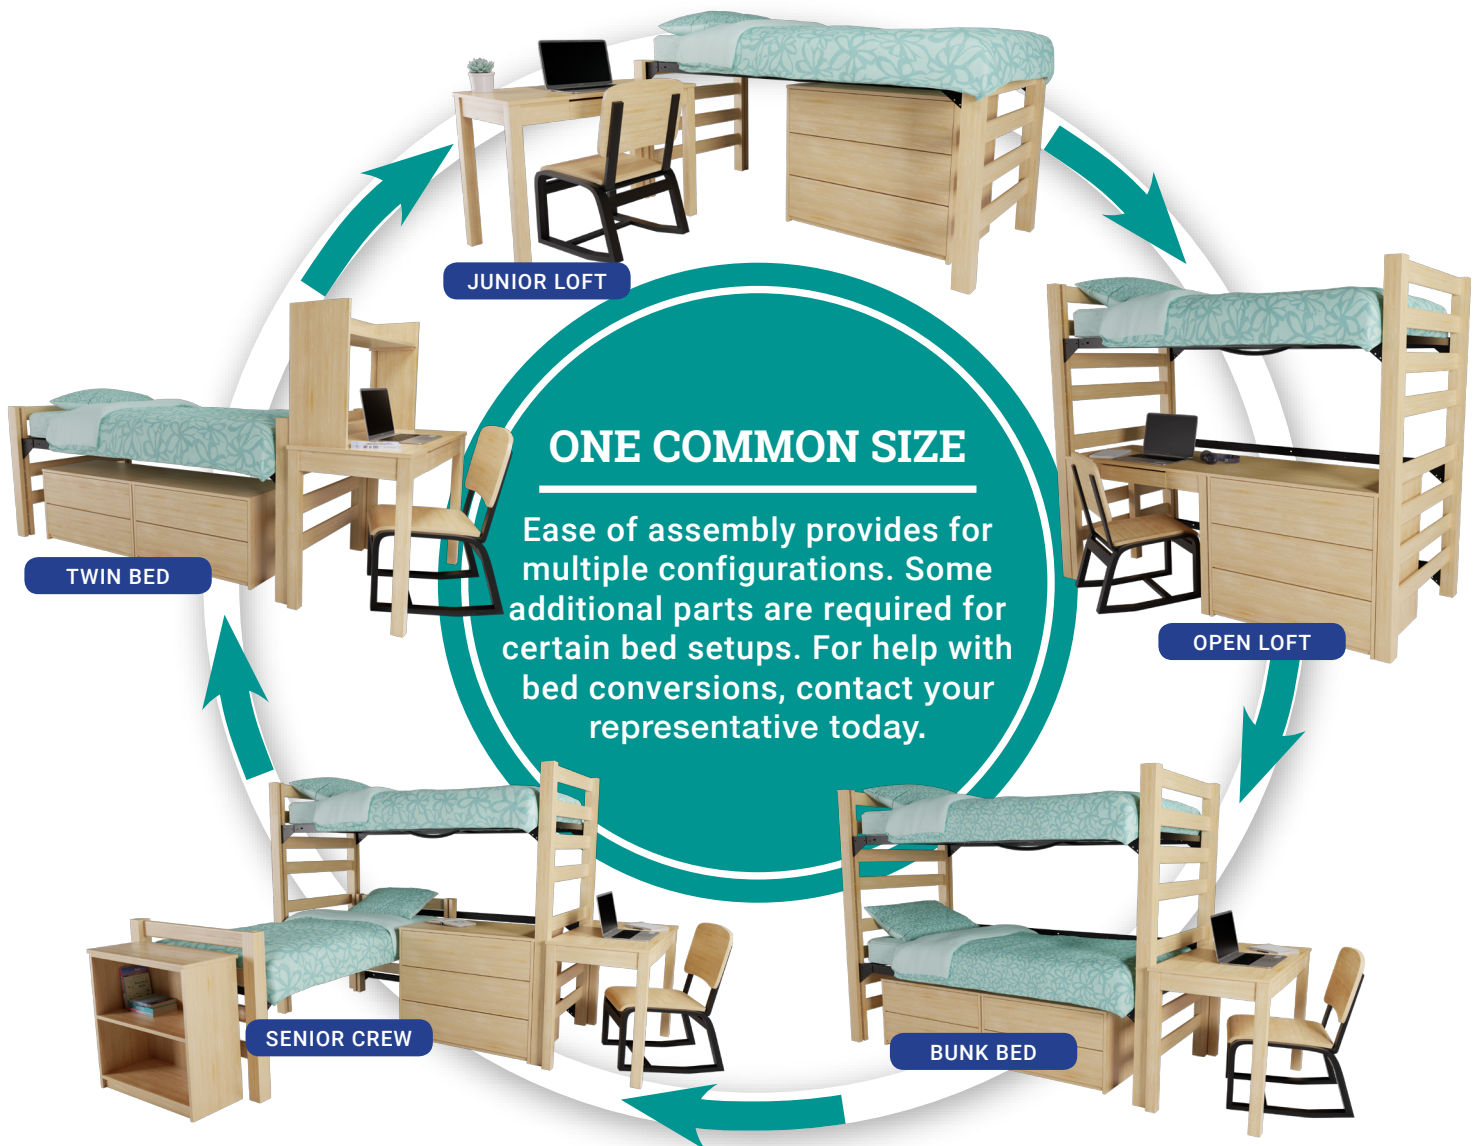 JUNIOR LOFT
ONE COMMON SIZE
Ease of assembly provides for
multiple configurations. Some
additional parts are required for
certain bed setups. For help with
bed conversions, contact your
representative today.
TWIN BED
OPEN LOFT
SENIOR CREW
BUNK BED